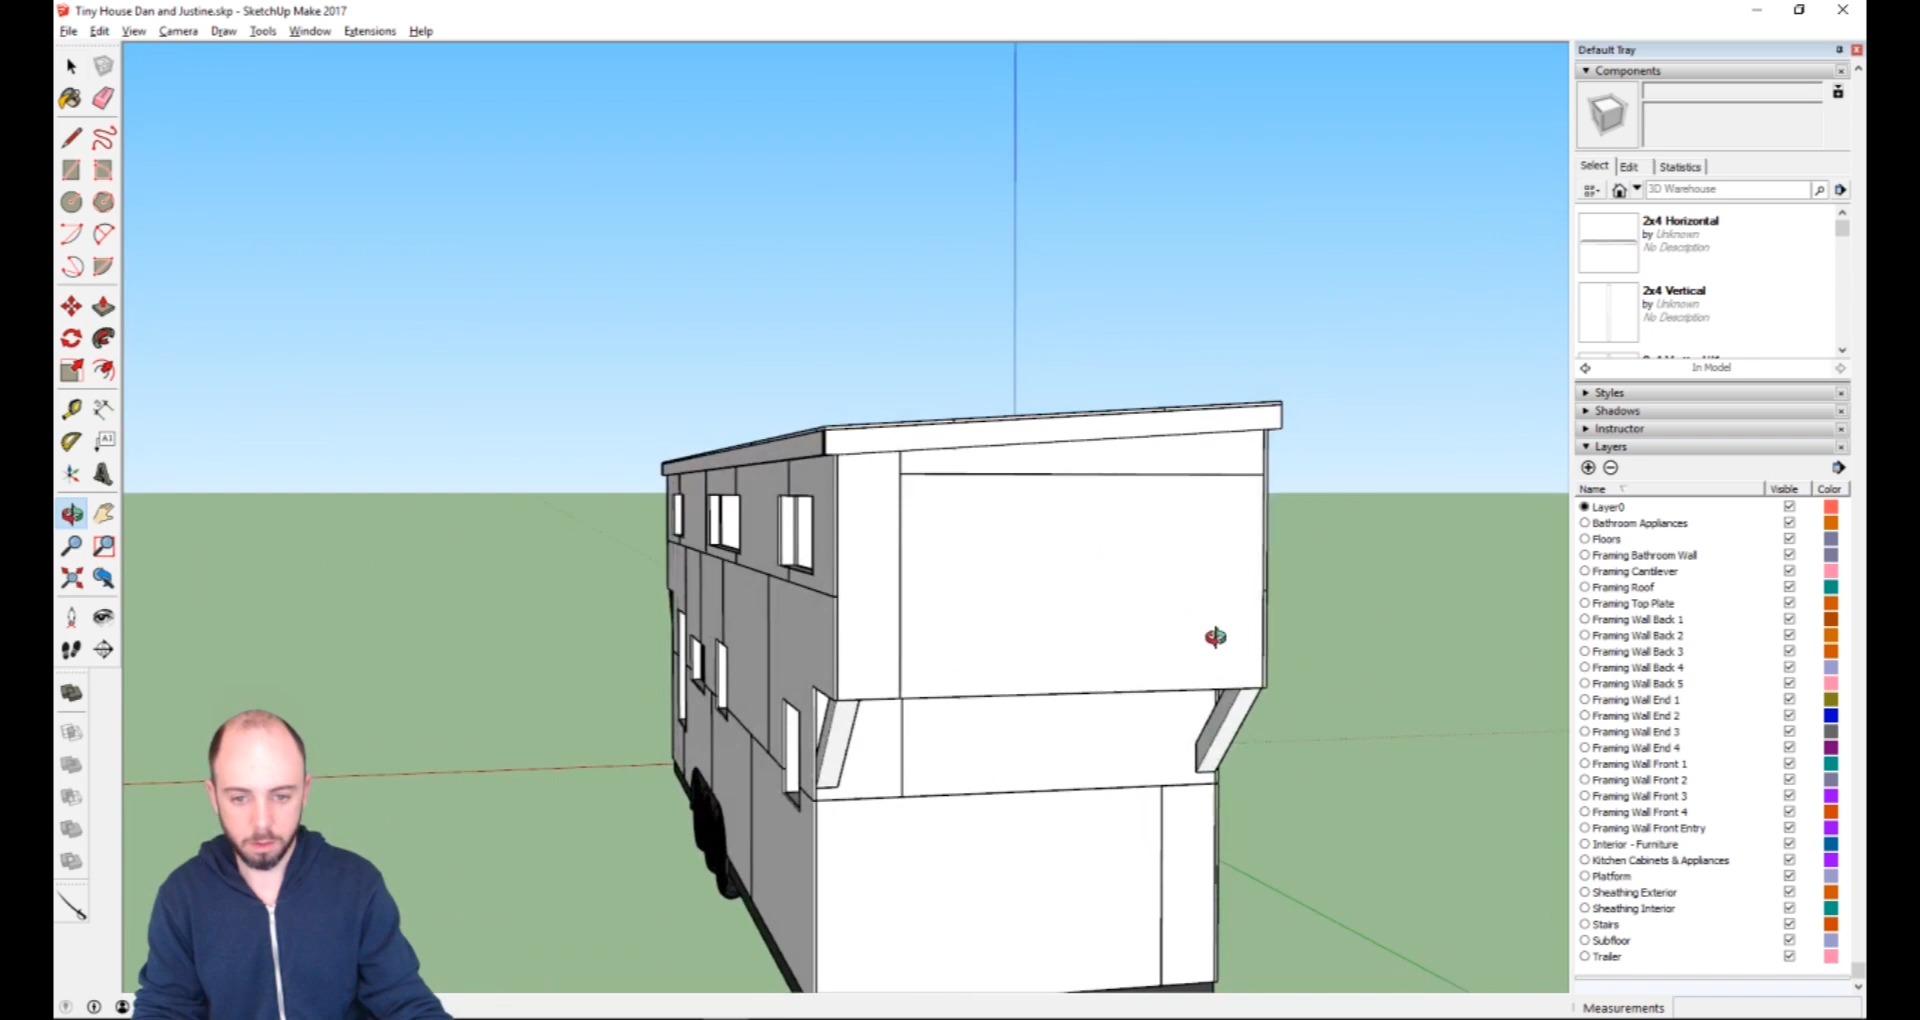 Tiny House Dan and Justine.skp - SketchUp Make 2017
File Edit View Camera Draw Tools Window Extensions Help
Default Tray
Components
Select Edit Statistics
3D Warehouse
2x4 Horizontal
by Unknown
No Description
2x4 Vertical
by Unknown
No Description
In Model
Styles
Shadows
Instructor
Layers
Name Visible Color
Layer0
Bathroom Appliances
Floors
Framing Bathroom Wall
Framing Cantilever
Framing Roof
Framing Top Plate
Framing Wall Back 1
Framing Wall Back 2
Framing Wall Back 3
Framing Wall Back 4
Framing Wall Back 5
Framing Wall End 1
Framing Wall End 2
Framing Wall End 3
Framing Wall End 4
Framing Wall Front 1
Framing Wall Front 2
Framing Wall Front 3
Framing Wall Front 4
Framing Wall Front Entry
Interior - Furniture
Kitchen Cabinets & Appliances
Platform
Sheathing Exterior
Sheathing Interior
Stairs
Subfloor
Trailer
Measurements